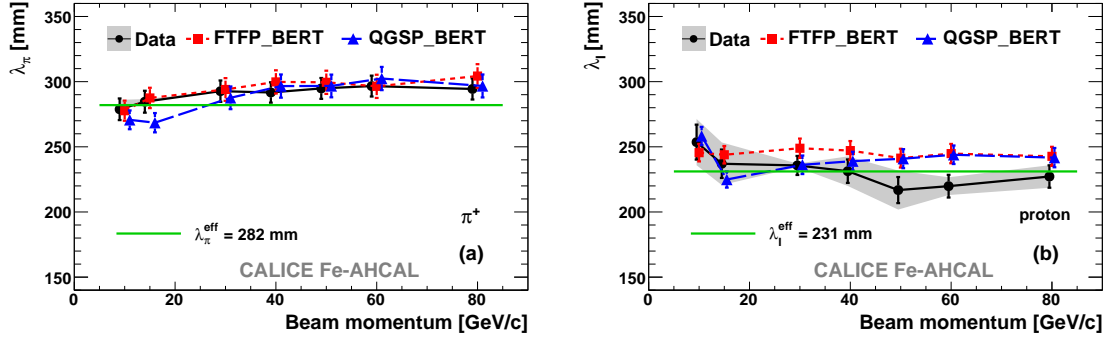 λπ [mm]
350
300
250
200
150
Data FTFP_BERT QGSP_BERT
π+
λπeff = 282 mm
(a)
CALICE Fe-AHCAL
0 20 40 60 80
Beam momentum [GeV/c]
λI [mm]
350
300
250
200
150
Data FTFP_BERT QGSP_BERT
proton
λIeff = 231 mm
(b)
CALICE Fe-AHCAL
0 20 40 60 80
Beam momentum [GeV/c]